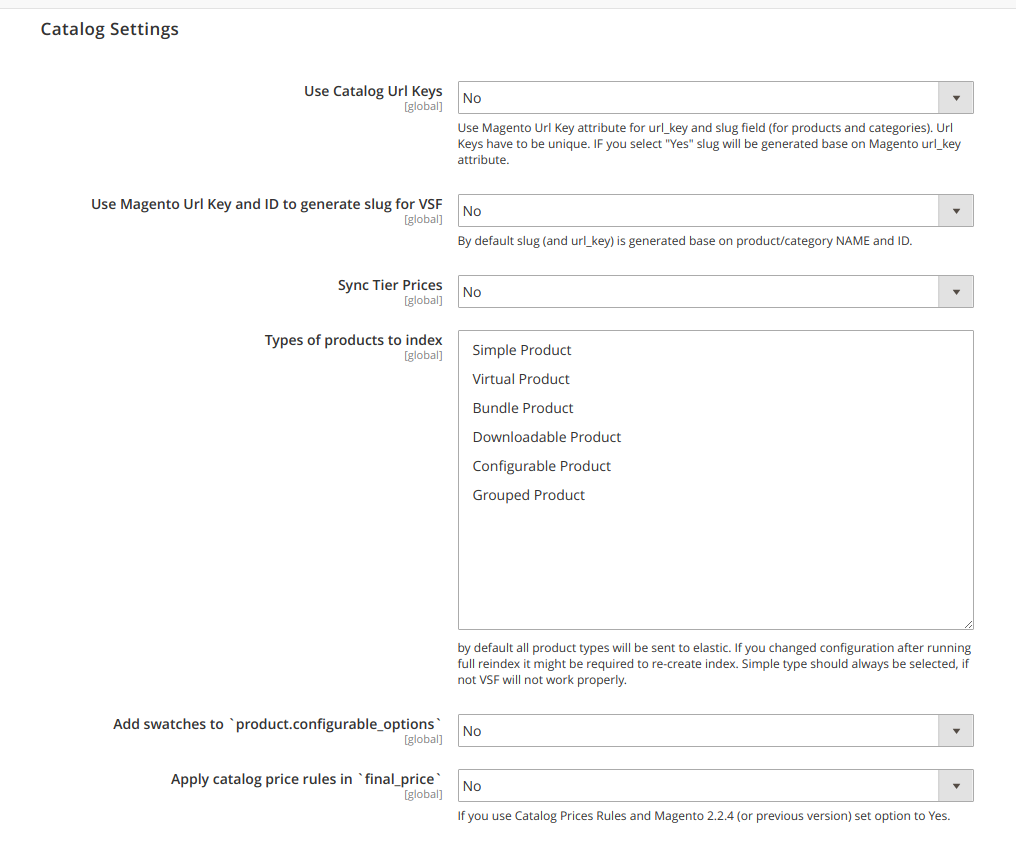 Catalog Settings
Use Catalog Url Keys
[global]
No
Use Magento Url Key attribute for url_key and slug field (for products and categories). Url
Keys have to be unique. IF you select "Yes" slug will be generated base on Magento url_key
attribute.
Use Magento Url Key and ID to generate slug for VSF
[global]
No
By default slug (and url_key) is generated base on product/category NAME and ID.
Sync Tier Prices
[global]
No
Types of products to index
[global]
Simple Product
Virtual Product
Bundle Product
Downloadable Product
Configurable Product
Grouped Product
by default all product types will be sent to elastic. If you changed configuration after running
full reindex it might be required to re-create index. Simple type should always be selected, if
not VSF will not work properly.
Add swatches to `product.configurable_options`
[global]
No
Apply catalog price rules in `final_price`
[global]
No
If you use Catalog Prices Rules and Magento 2.2.4 (or previous version) set option to Yes.